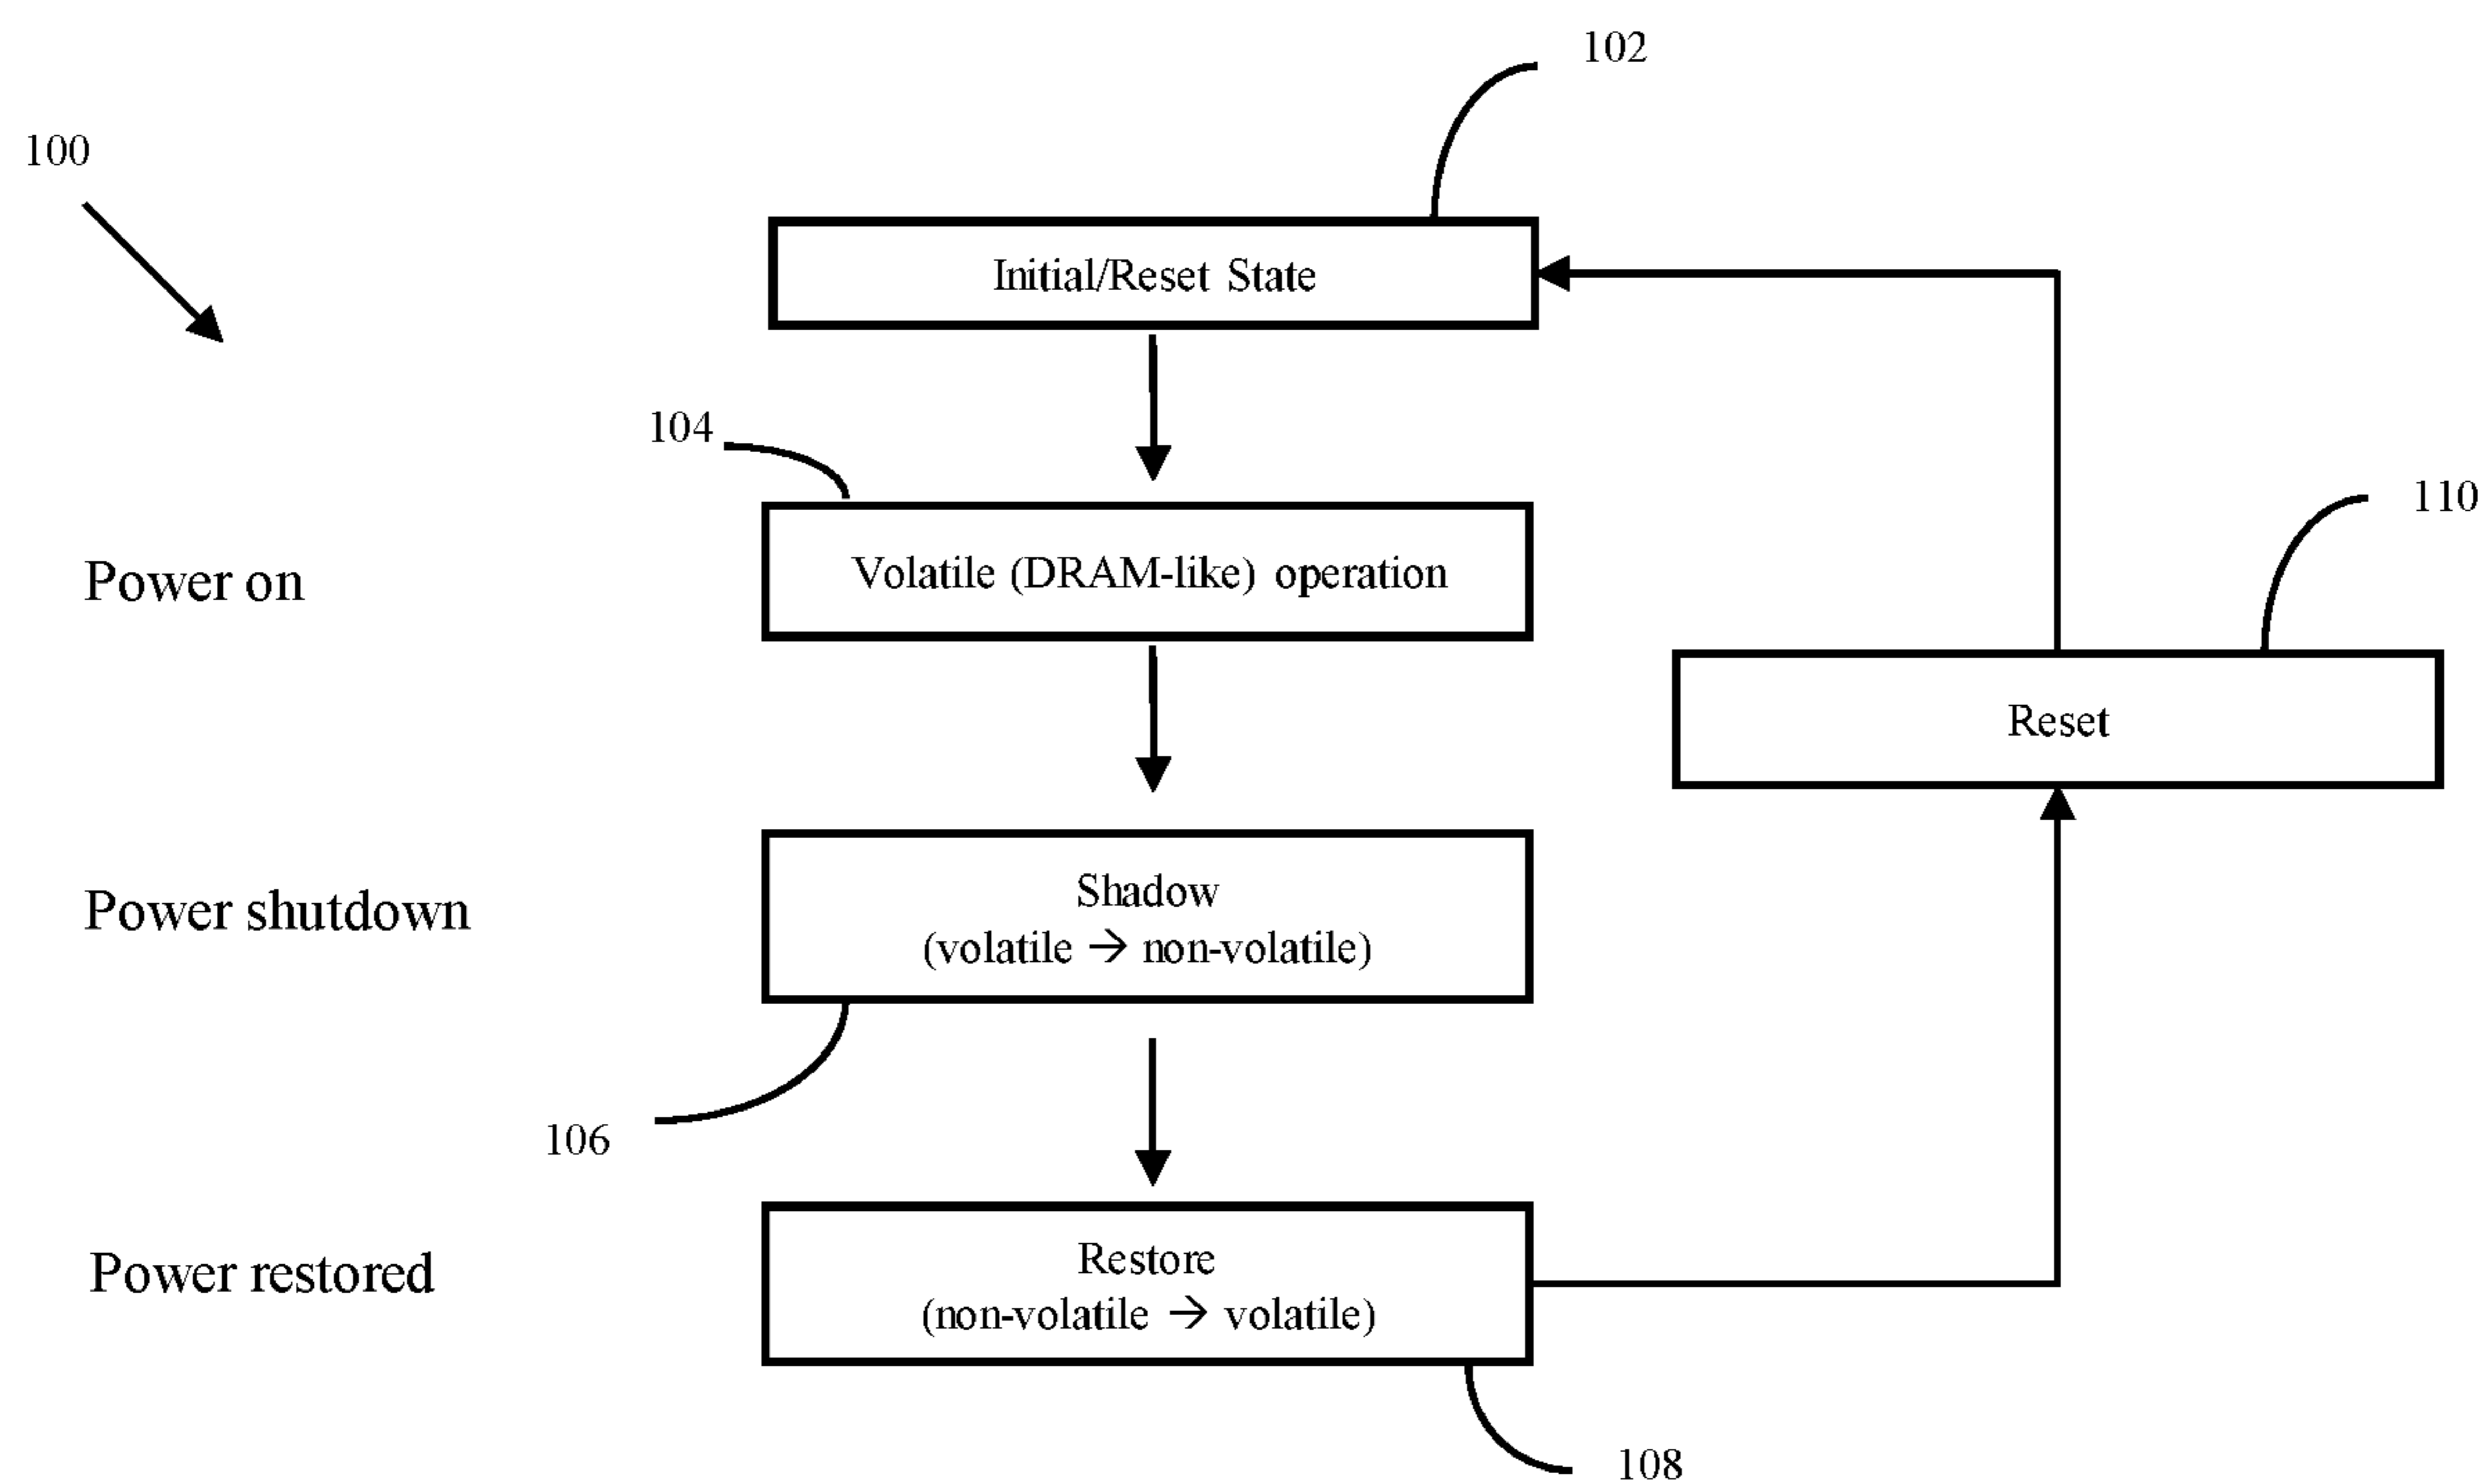 102
100
Initial/Reset State
104
110
Power on
Volatile (DRAM-like) operation
Reset
Power shutdown
Shadow
(volatile → non-volatile)
106
Power restored
Restore
(non-volatile → volatile)
108